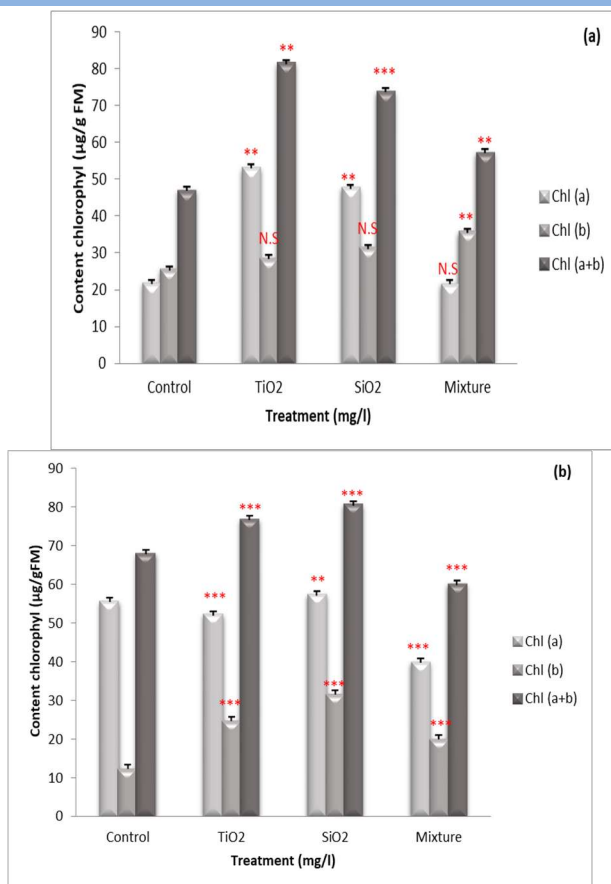 (a)
Content chlorophyl (µg/g FM)
90
80
70
60
50
40
30
20
10
0
**
**
N.S
***
**
N.S
**
**
N.S
Control
TiO2
SiO2
Mixture
Treatment (mg/l)
Chl (a)
Chl (b)
Chl (a+b)
(b)
Content chlorophyl (µg/gFM)
90
80
70
60
50
40
30
20
10
0
***
***
***
***
**
***
***
***
***
Control
TiO2
SiO2
Mixture
Treatment (mg/l)
Chl (a)
Chl (b)
Chl (a+b)